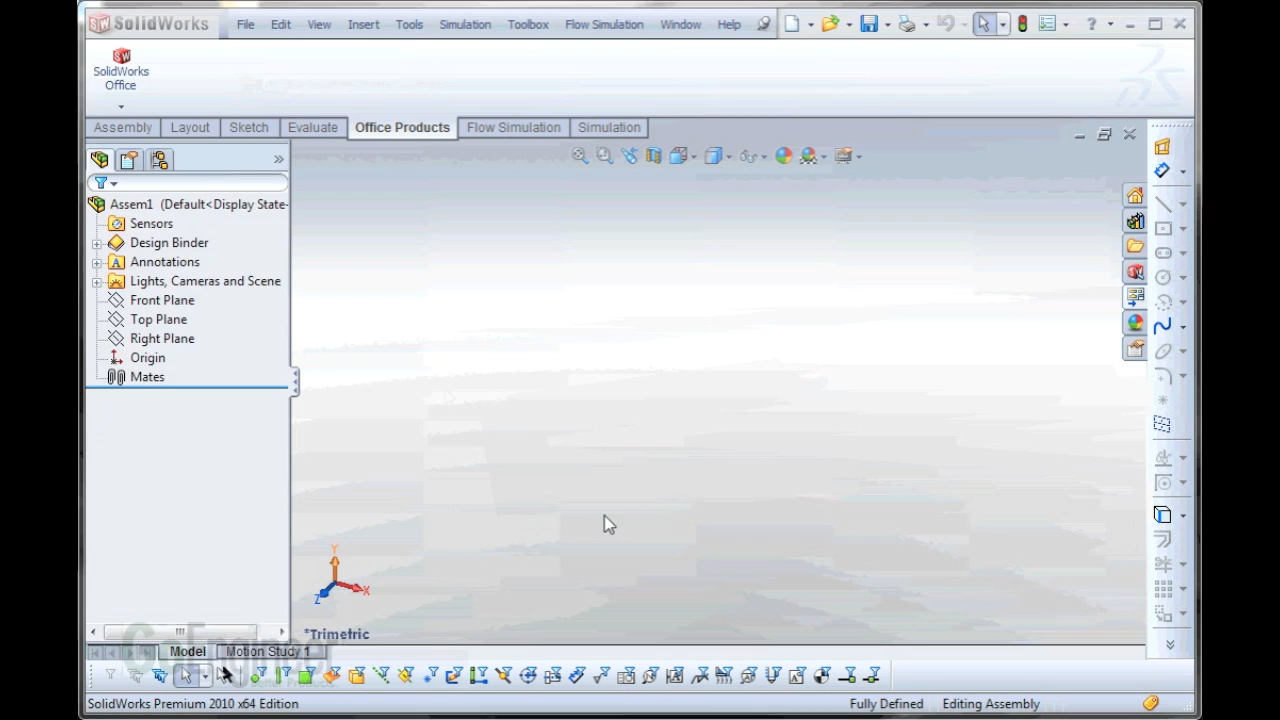 SolidWorks File Edit View Insert Tools Simulation Toolbox Flow Simulation Window Help
SolidWorks
Office
Assembly Layout Sketch Evaluate Office Products Flow Simulation Simulation
Assem1 (Default<Display State-
Sensors
Design Binder
Annotations
Lights, Cameras and Scene
Front Plane
Top Plane
Right Plane
Origin
Mates
Y
X
Z
*Trimetric
Model Motion Study 1
SolidWorks Premium 2010 x64 Edition Fully Defined Editing Assembly